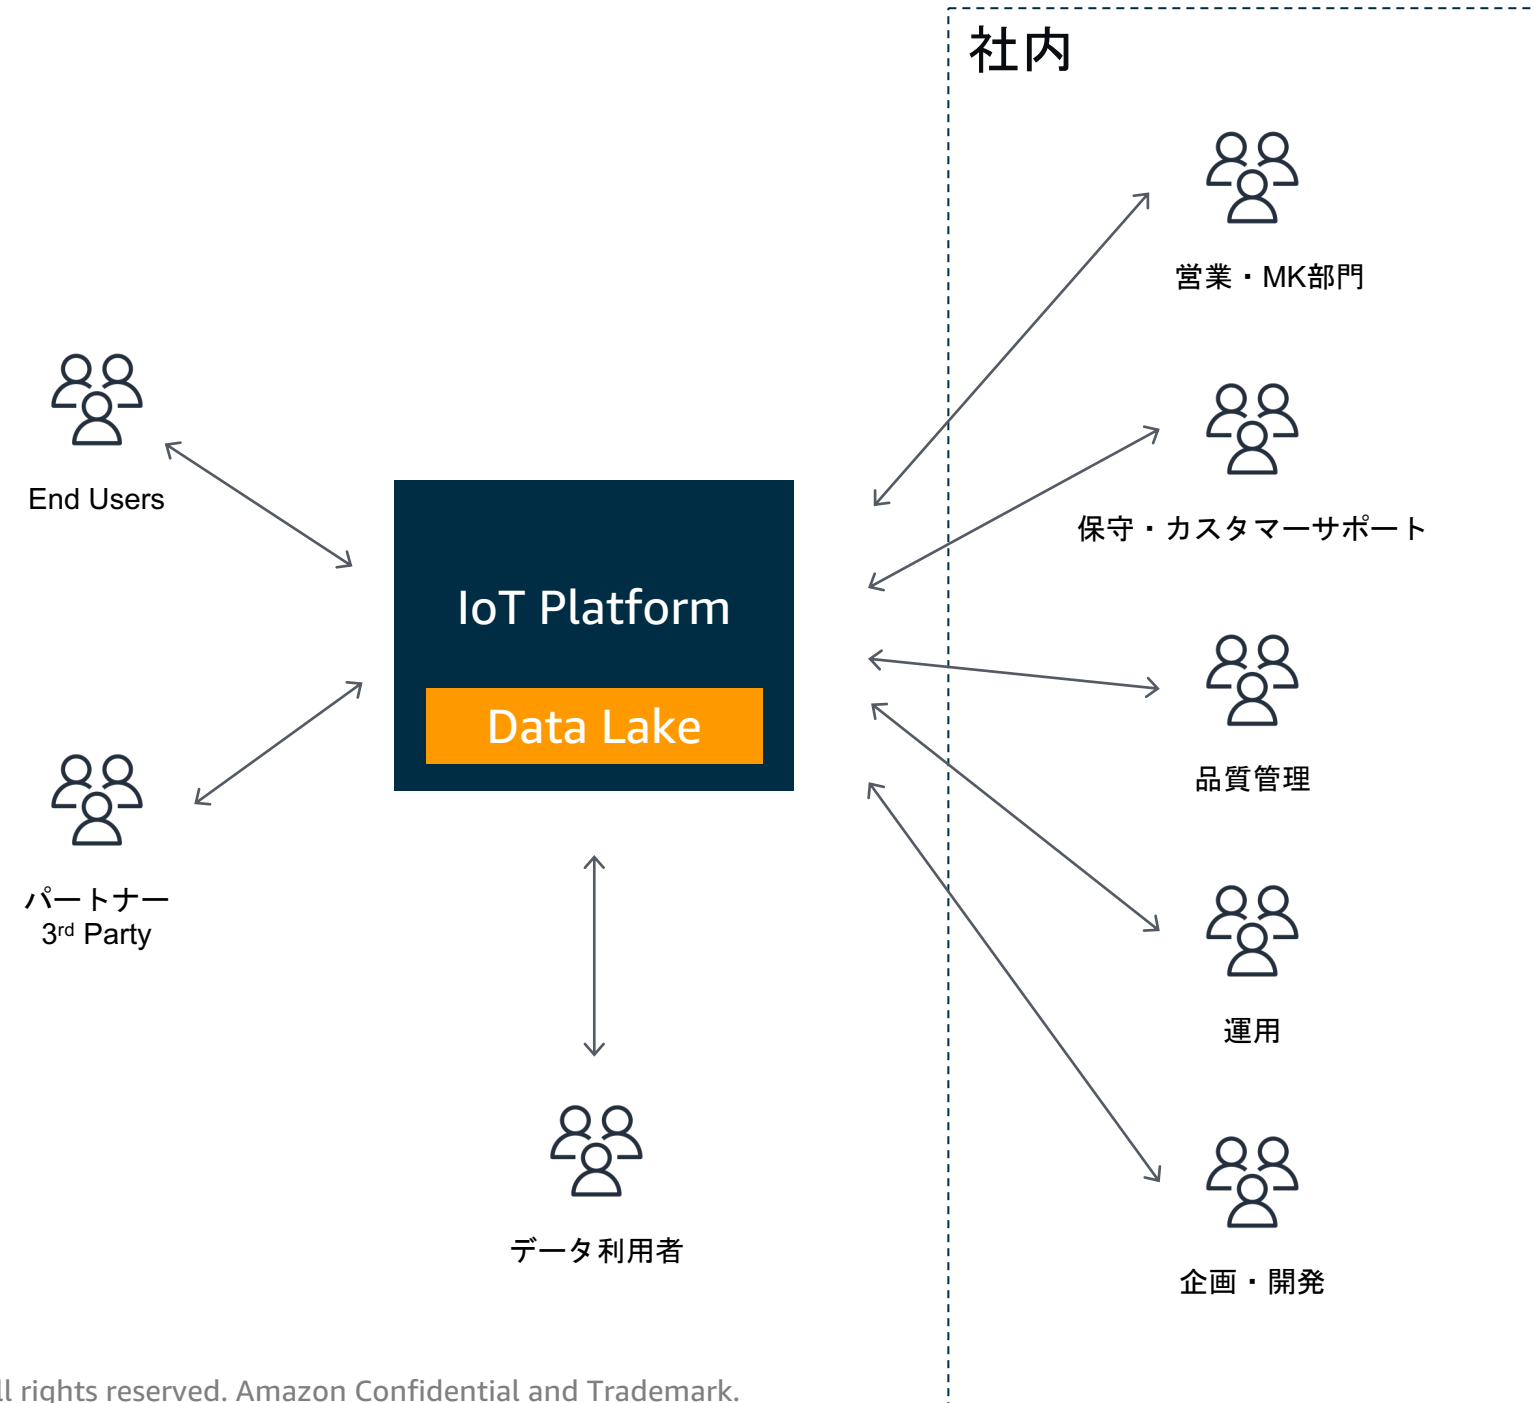 社内
営業・MK部門
End Users
保守・カスタマーサポート
IoT Platform
Data Lake
品質管理
パートナー
3rd Party
運用
データ利用者
企画・開発
rights reserved. Amazon Confidential and Trademark.